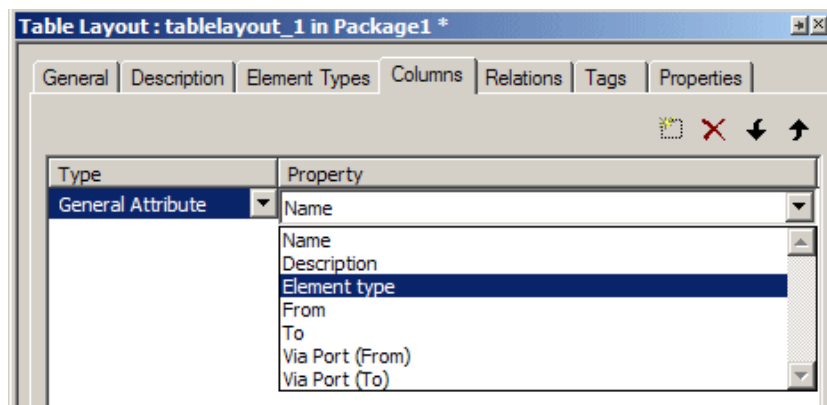 Table Layout : tablelayout_1 in Package1 *
General Description Element Types Columns Relations Tags Properties
Type Property
General Attribute Name
Name
Description
Element type
From
To
Via Port (From)
Via Port (To)